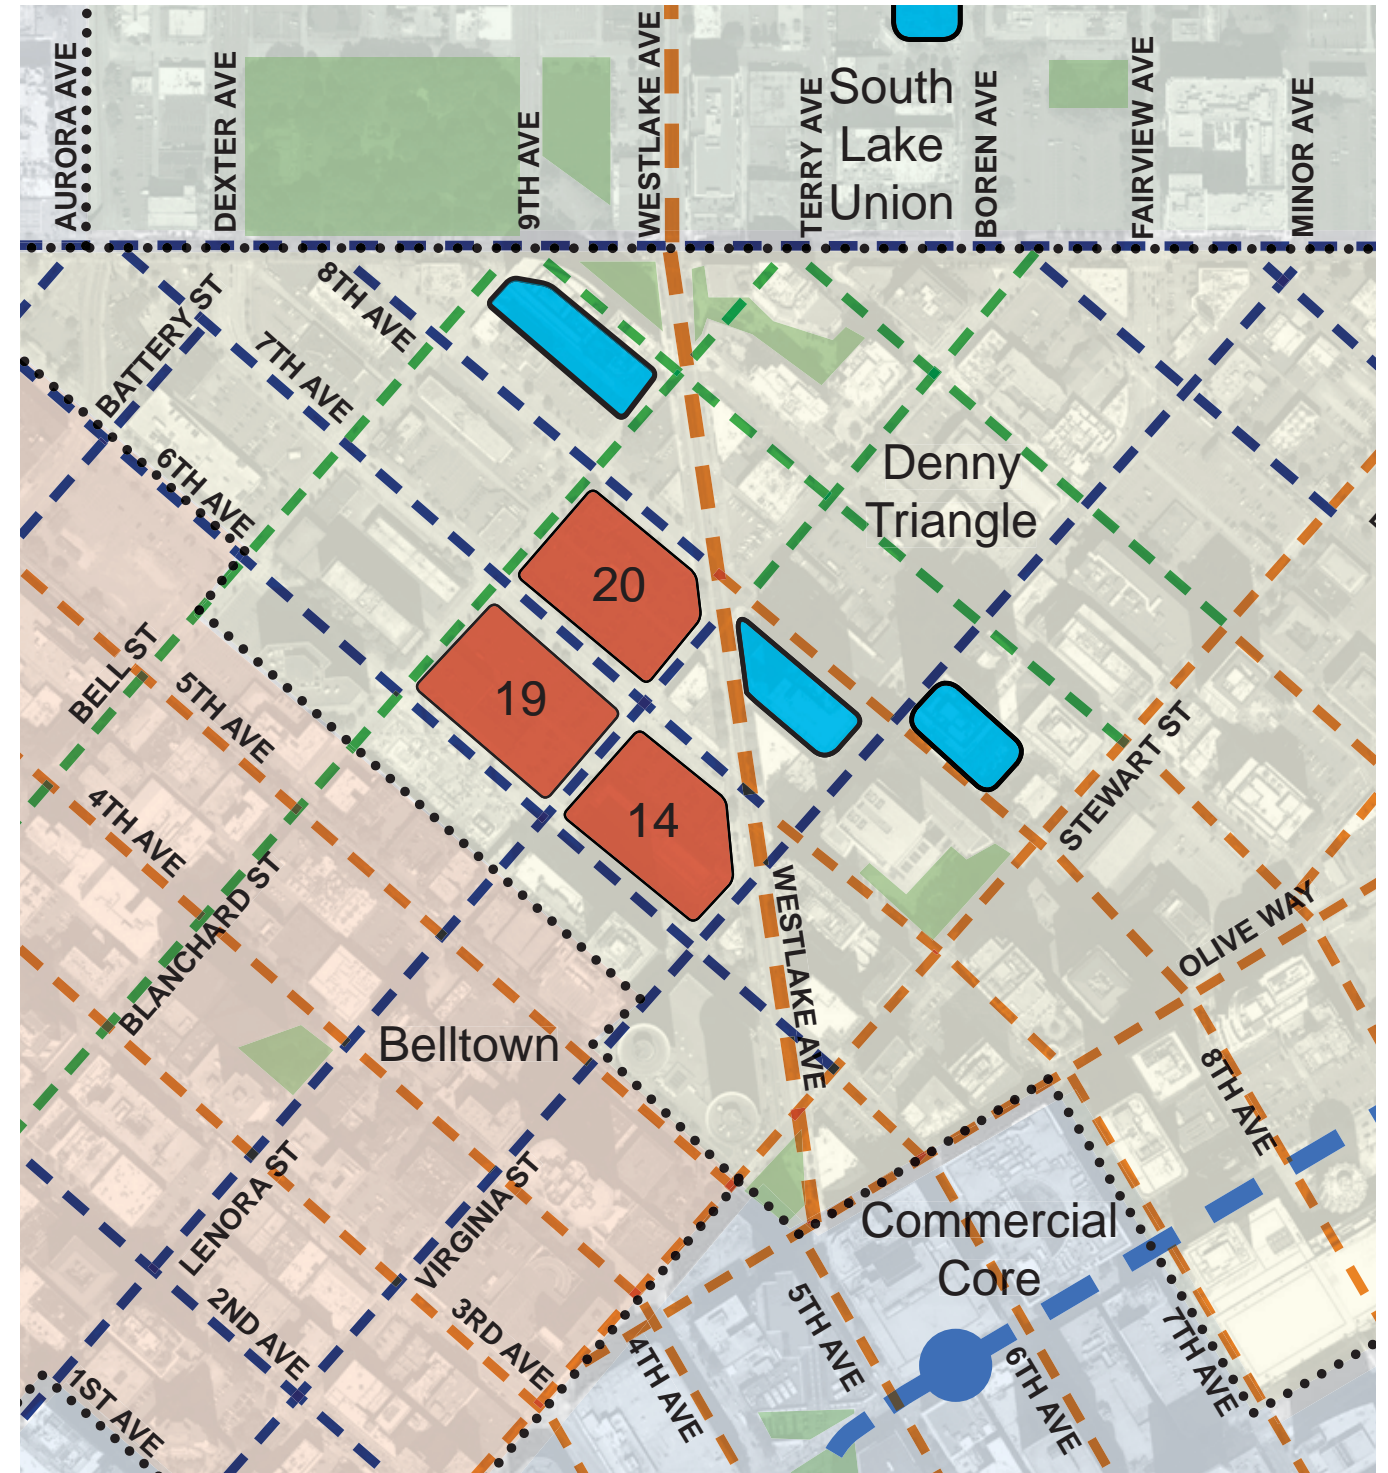 AURORA AVE
DEXTER AVE
9TH AVE
WESTLAKE AVE
TERRY AVE
South
Lake
Union
BOREN AVE
FAIRVIEW AVE
MINOR AVE
BATTERY ST
8TH AVE
7TH AVE
6TH AVE
Denny
Triangle
20
19
14
BELL ST
5TH AVE
4TH AVE
BLANCHARD ST
STEWART ST
WESTLAKE AVE
OLIVE WAY
Belltown
8TH AVE
LENORA ST
VIRGINIA ST
Commercial
Core
2ND AVE
3RD AVE
1ST AVE
4TH AVE
5TH AVE
6TH AVE
7TH AVE